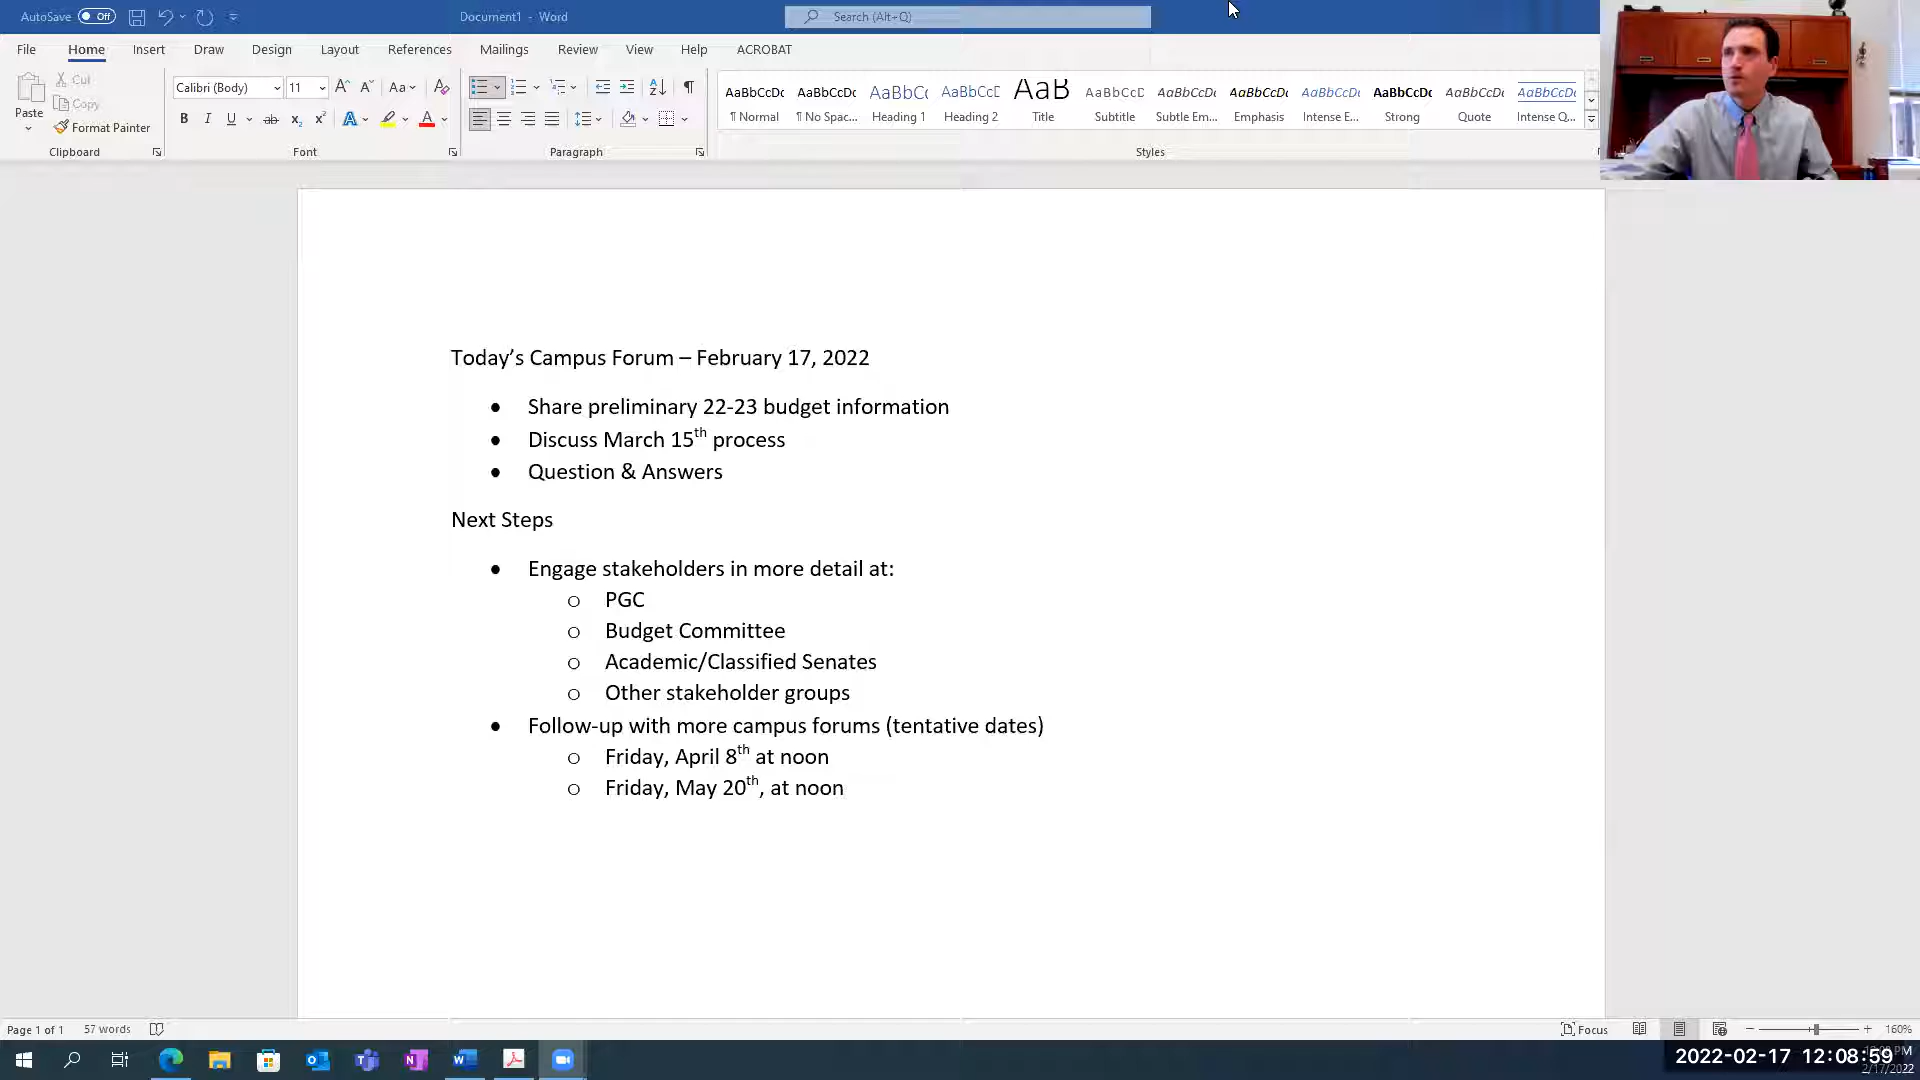 AutoSave Off Document1 - Word Search (Alt+Q)
File Home Insert Draw Design Layout References Mailings Review View Help ACROBAT
Paste
Cut
Copy
Format Painter
Clipboard
Calibri (Body) 11
Font
Paragraph
AaBbCcDc AaBbCcDc AaBbC AaBbCcD AaB AaBbCcD AaBbCcDc AaBbCcDc AaBbCcDc AaBbCcDc AaBbCcDc AaBbCcDc
¶ Normal ¶ No Spac... Heading 1 Heading 2 Title Subtitle Subtle Em... Emphasis Intense E... Strong Quote Intense Q...
Styles
Today’s Campus Forum – February 17, 2022
• Share preliminary 22-23 budget information
• Discuss March 15th process
• Question & Answers
Next Steps
• Engage stakeholders in more detail at:
o PGC
o Budget Committee
o Academic/Classified Senates
o Other stakeholder groups
• Follow-up with more campus forums (tentative dates)
o Friday, April 8th at noon
o Friday, May 20th, at noon
Page 1 of 1 57 words Focus 160%
2022-02-17 12:08:59
2/17/2022